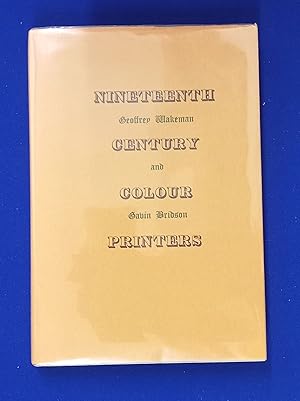 NINETEENTH
Geoffrey Wakeman
CENTURY
and
COLOUR
Gavin Bridson
PRINTERS